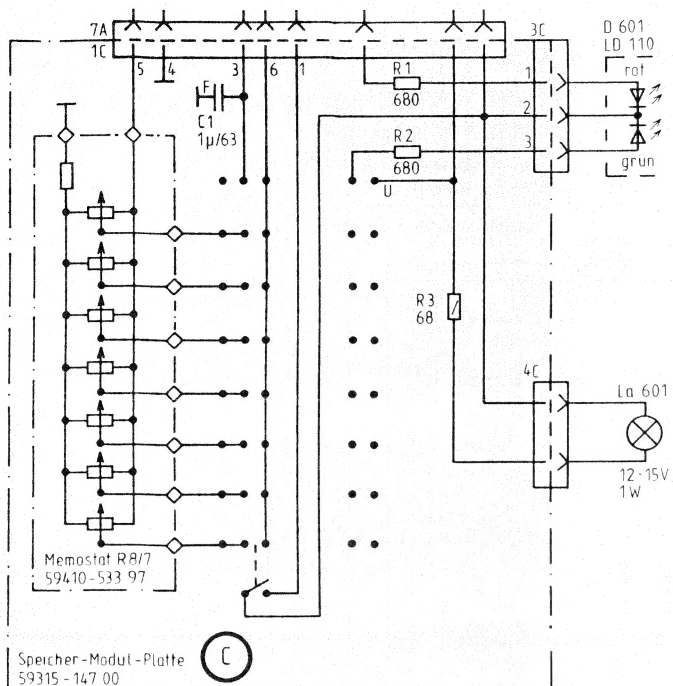 7A
1C
5 4 3 6 1
3C
D 601
LD 110
rot
1
2
3
grün
R1
680
R2
680
U
F
C1
1µ/63
R3
68
4C
La 601
12-15V
1W
Memostat R8/7
59410-533 97
C
Speicher-Modul-Platte
59315-147 00